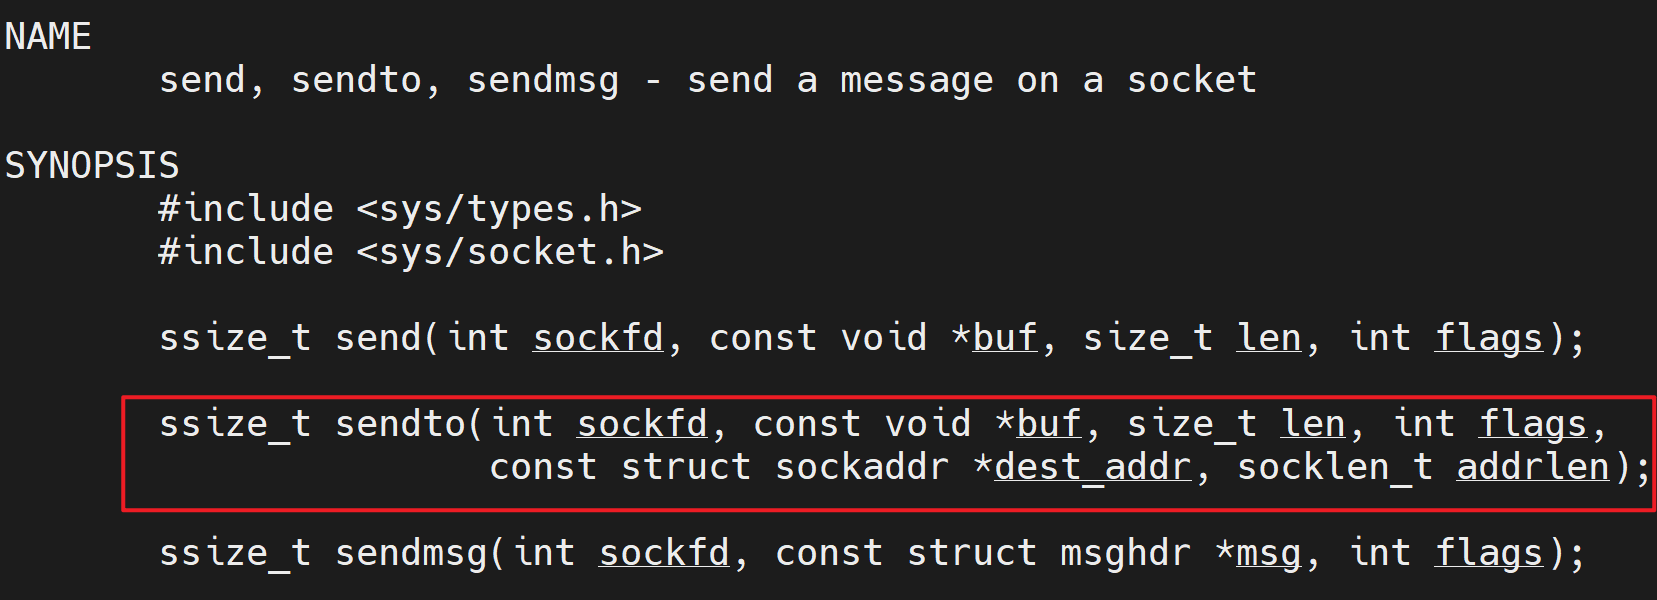 NAME
send, sendto, sendmsg - send a message on a socket
SYNOPSIS
#include <sys/types.h>
#include <sys/socket.h>
ssize_t send(int sockfd, const void *buf, size_t len, int flags);
ssize_t sendto(int sockfd, const void *buf, size_t len, int flags,
const struct sockaddr *dest_addr, socklen_t addrlen);
ssize_t sendmsg(int sockfd, const struct msghdr *msg, int flags);